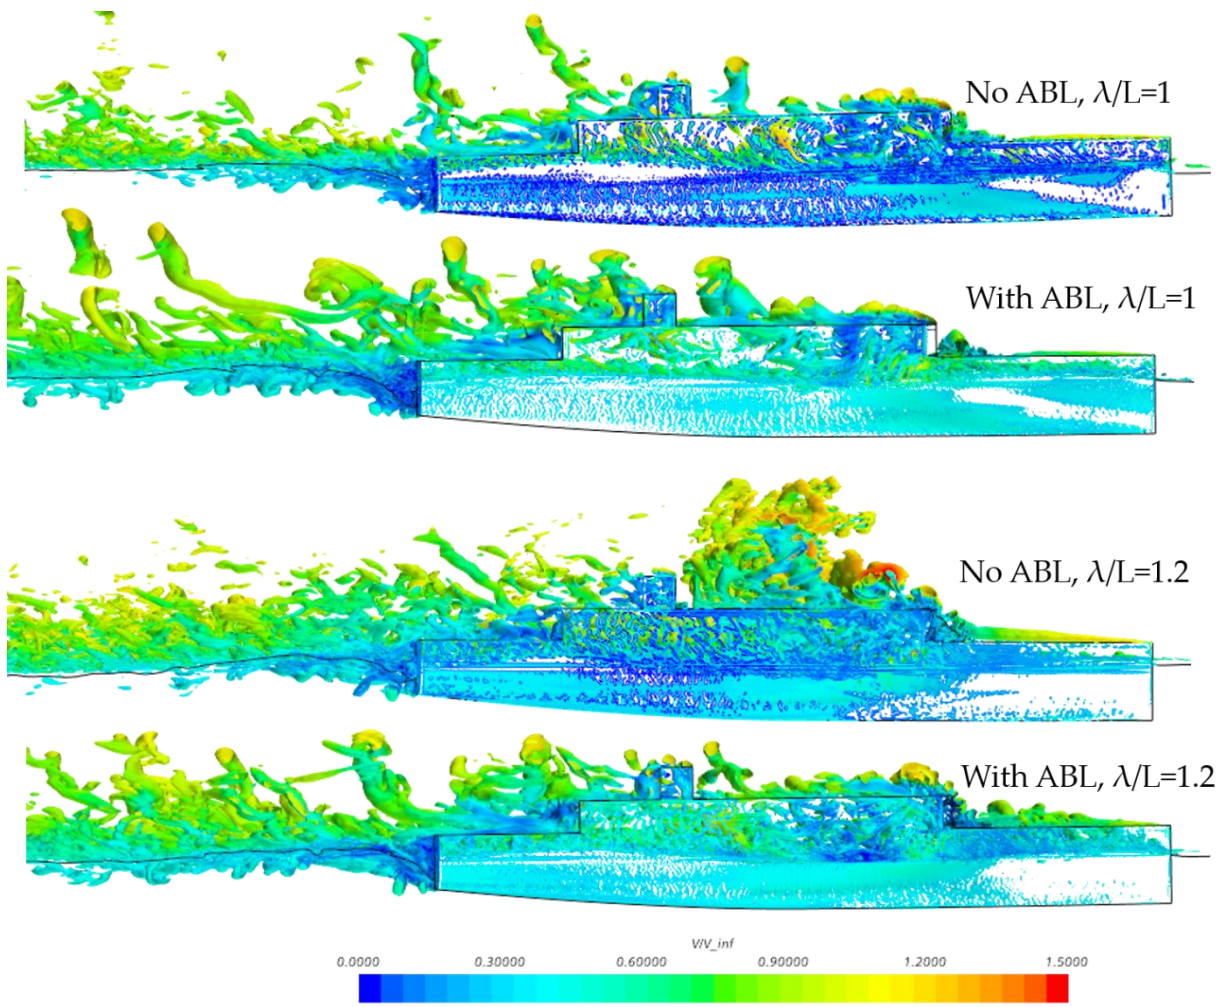 No ABL, λ/L=1
With ABL, λ/L=1
No ABL, λ/L=1.2
With ABL, λ/L=1.2
V/V_inf
0.0000 0.30000 0.60000 0.90000 1.2000 1.5000